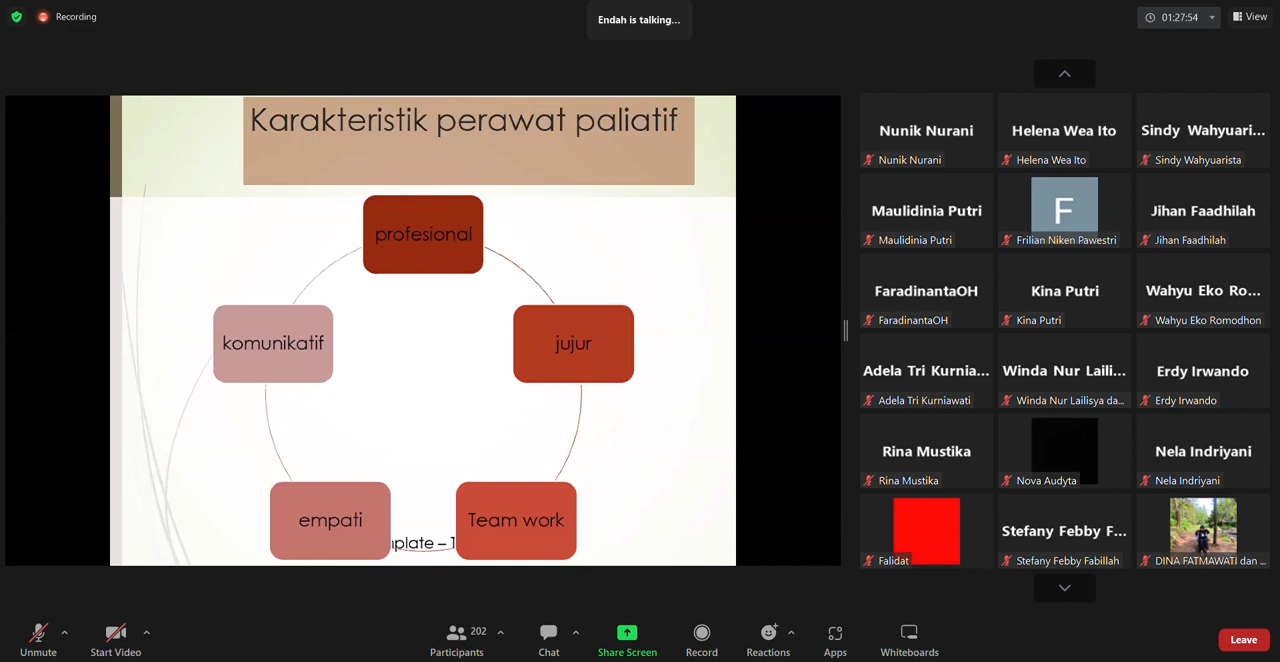 Recording
Endah is talking...
01:27:54
View
Karakteristik perawat paliatif
profesional
komunikatif
jujur
empati
Team work
plate – T
Nunik Nurani
Nunik Nurani
Helena Wea Ito
Helena Wea Ito
Sindy Wahyuari...
Sindy Wahyuarista
Maulidinia Putri
Maulidinia Putri
F
Frilian Niken Pawestri
Jihan Faadhilah
Jihan Faadhilah
FaradinantaOH
FaradinantaOH
Kina Putri
Kina Putri
Wahyu Eko Ro...
Wahyu Eko Romodhon
Adela Tri Kurnia...
Adela Tri Kurniawati
Winda Nur Laili...
Winda Nur Lailisya da...
Erdy Irwando
Erdy Irwando
Rina Mustika
Rina Mustika
Nova Audyta
Nela Indriyani
Nela Indriyani
Falidat
Stefany Febby F...
Stefany Febby Fabillah
DINA FATMAWATI dan ...
Unmute
Start Video
202
Participants
Chat
Share Screen
Record
Reactions
Apps
Whiteboards
Leave